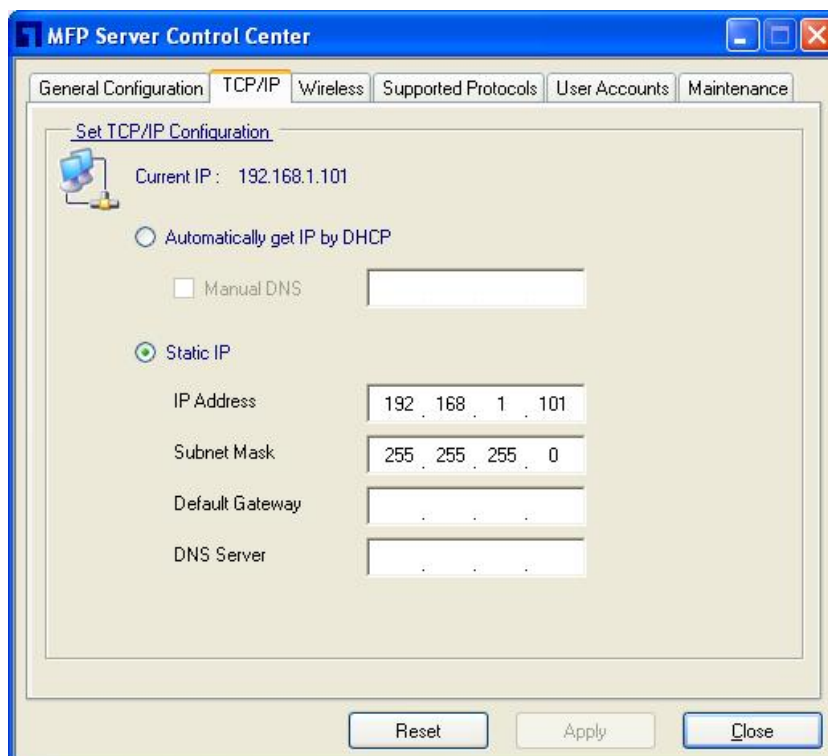 MFP Server Control Center
General Configuration TCP/IP Wireless Supported Protocols User Accounts Maintenance
Set TCP/IP Configuration
Current IP : 192.168.1.101
Automatically get IP by DHCP
Manual DNS
Static IP
IP Address 192 . 168 . 1 . 101
Subnet Mask 255 . 255 . 255 . 0
Default Gateway . . .
DNS Server . . .
Reset Apply Close